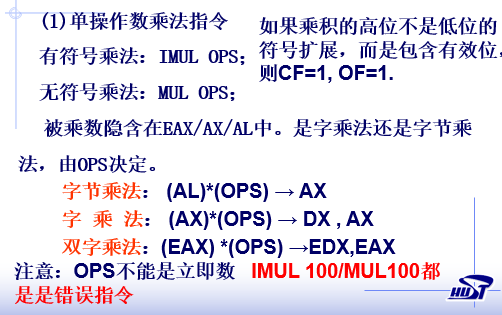 (1)单操作数乘法指令
如果乘积的高位不是低位的
有符号乘法：IMUL OPS；
符号扩展，而是包含有效位，
则CF=1, OF=1.
无符号乘法：MUL OPS；
被乘数隐含在EAX/AX/AL中。是字乘法还是字节乘
法，由OPS决定。
字节乘法： (AL)*(OPS) → AX
字 乘 法： (AX)*(OPS) → DX , AX
双字乘法：(EAX) *(OPS) →EDX,EAX
注意：OPS不能是立即数 IMUL 100/MUL100都
是是错误指令
HUST